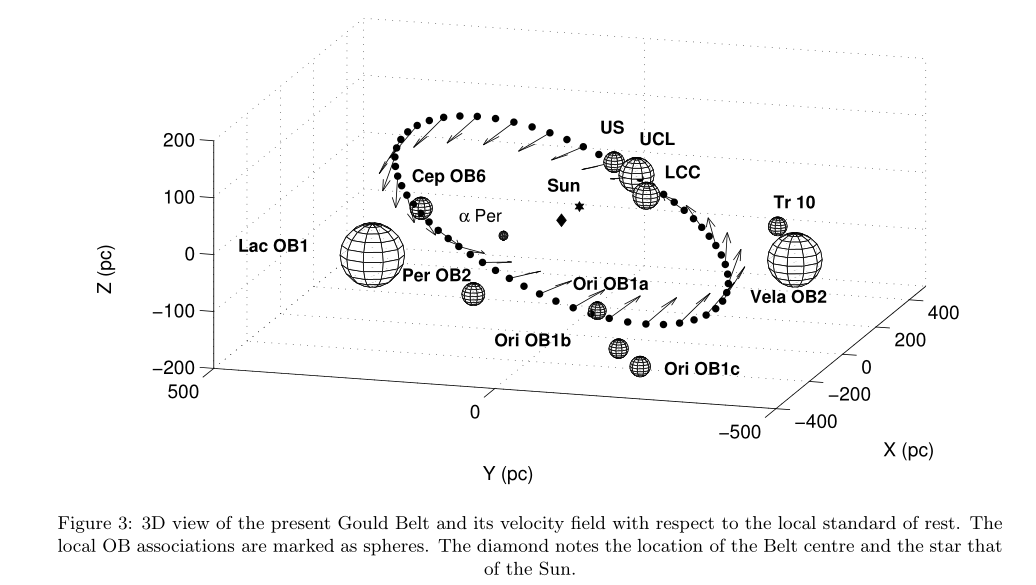 200
100
0
−100
−200
Z (pc)
500
0
−500
Y (pc)
400
200
0
−200
−400
X (pc)
US
UCL
LCC
Cep OB6
Sun
α Per
Tr 10
Lac OB1
Per OB2
Ori OB1a
Vela OB2
Ori OB1b
Ori OB1c
Figure 3: 3D view of the present Gould Belt and its velocity field with respect to the local standard of rest. The
local OB associations are marked as spheres. The diamond notes the location of the Belt centre and the star that
of the Sun.